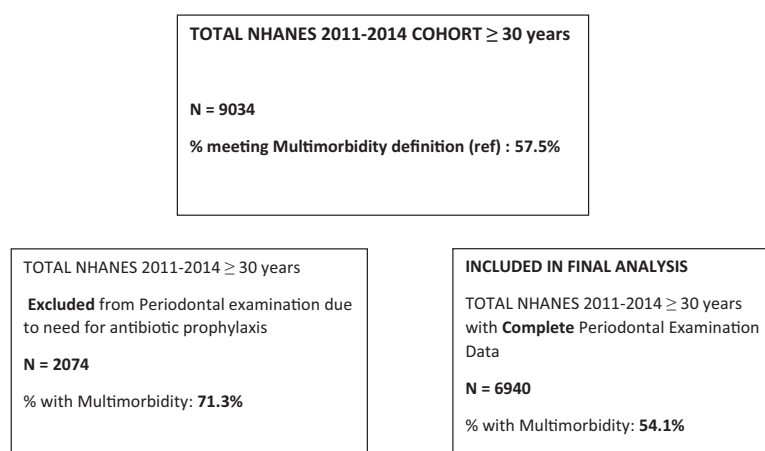 TOTAL NHANES 2011-2014 COHORT ≥ 30 years
N = 9034
% meeting Multimorbidity definition (ref) : 57.5%
TOTAL NHANES 2011-2014 ≥ 30 years
Excluded from Periodontal examination due
to need for antibiotic prophylaxis
N = 2074
% with Multimorbidity: 71.3%
INCLUDED IN FINAL ANALYSIS
TOTAL NHANES 2011-2014 ≥ 30 years
with Complete Periodontal Examination
Data
N = 6940
% with Multimorbidity: 54.1%